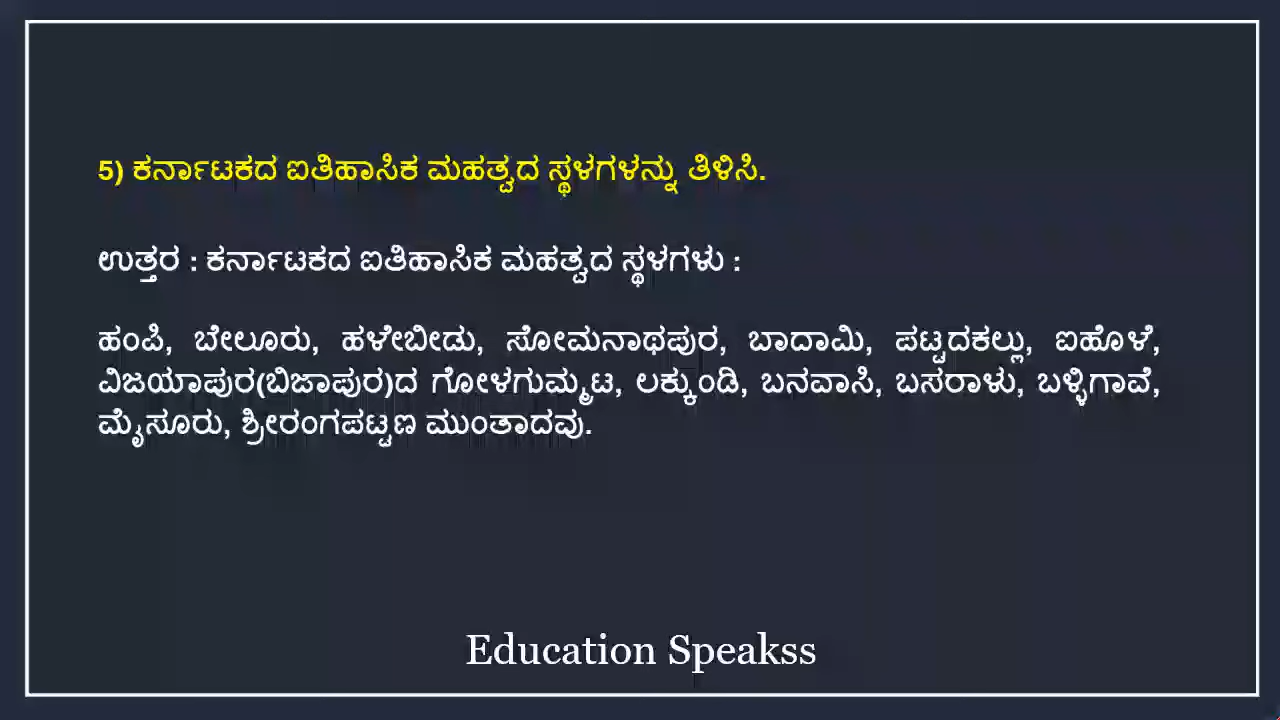 5) ಕರ್ನಾಟಕದ ಐತಿಹಾಸಿಕ ಮಹತ್ವದ ಸ್ಥಳಗಳನ್ನು ತಿಳಿಸಿ.
ಉತ್ತರ : ಕರ್ನಾಟಕದ ಐತಿಹಾಸಿಕ ಮಹತ್ವದ ಸ್ಥಳಗಳು :
ಹಂಪಿ, ಬೇಲೂರು, ಹಳೇಬೀಡು, ಸೋಮನಾಥಪುರ, ಬಾದಾಮಿ, ಪಟ್ಟದಕಲ್ಲು, ಐಹೊಳೆ,
ವಿಜಯಾಪುರ(ಬಿಜಾಪುರ)ದ ಗೋಳಗುಮ್ಮಟ, ಲಕ್ಕುಂಡಿ, ಬನವಾಸಿ, ಬಸರಾಳು, ಬಳ್ಳಿಗಾವೆ,
ಮೈಸೂರು, ಶ್ರೀರಂಗಪಟ್ಟಣ ಮುಂತಾದವು.
Education Speakss